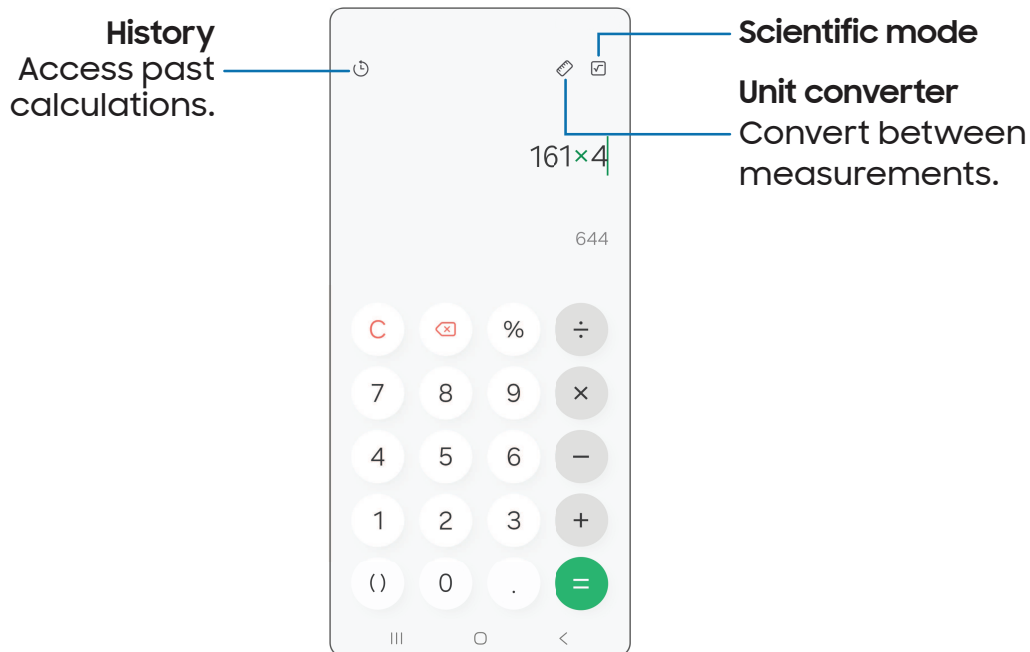 History
Access past
calculations.
Scientific mode
Unit converter
Convert between
measurements.
161×4
644
C % ÷
7 8 9 ×
4 5 6 −
1 2 3 +
( ) 0 . =